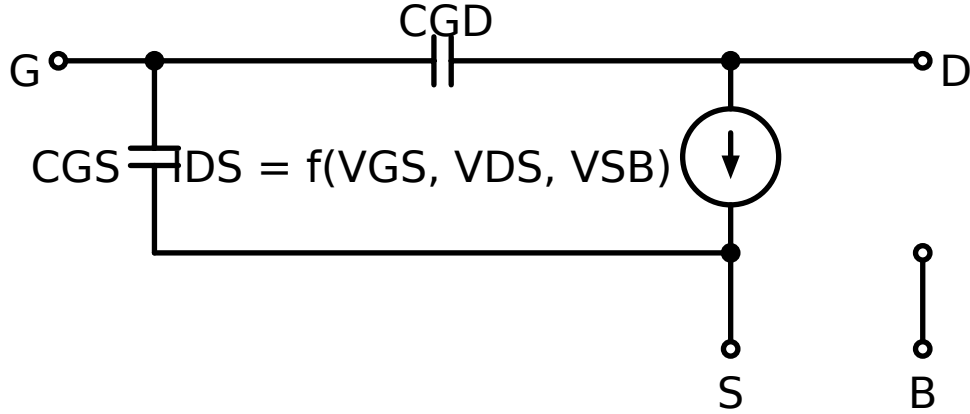 CGD
G
D
CGS
IDS = f(VGS, VDS, VSB)
S
B